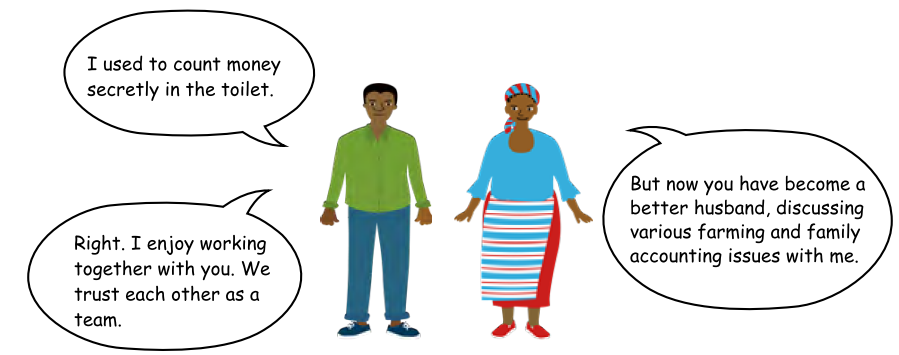 I used to count money
secretly in the toilet.
But now you have become a
better husband, discussing
various farming and family
accounting issues with me.
Right. I enjoy working
together with you. We
trust each other as a
team.